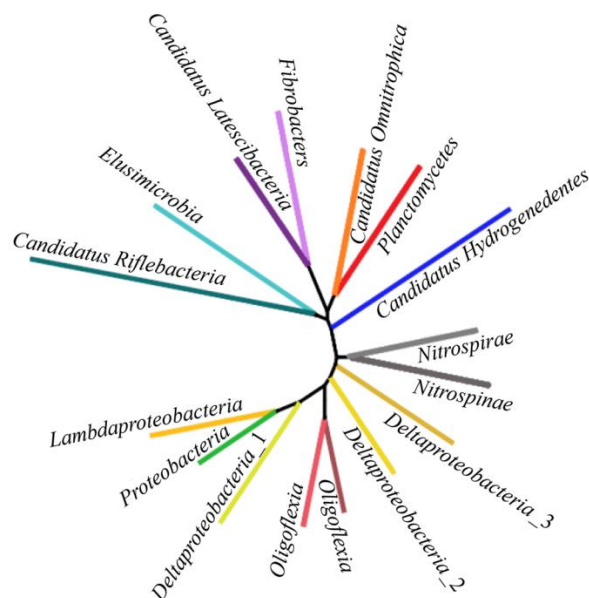 Candidatus Latescibacteria
Fibrobacters
Candidatus Omnitrophica
Planctomycetes
Elusimicrobia
Candidatus Hydrogenedentes
Candidatus Riflebacteria
Nitrospirae
Nitrospinae
Lambdaproteobacteria
Proteobacteria
Deltaproteobacteria_1
Oligoflexia
Oligoflexia
Deltaproteobacteria_2
Deltaproteobacteria_3